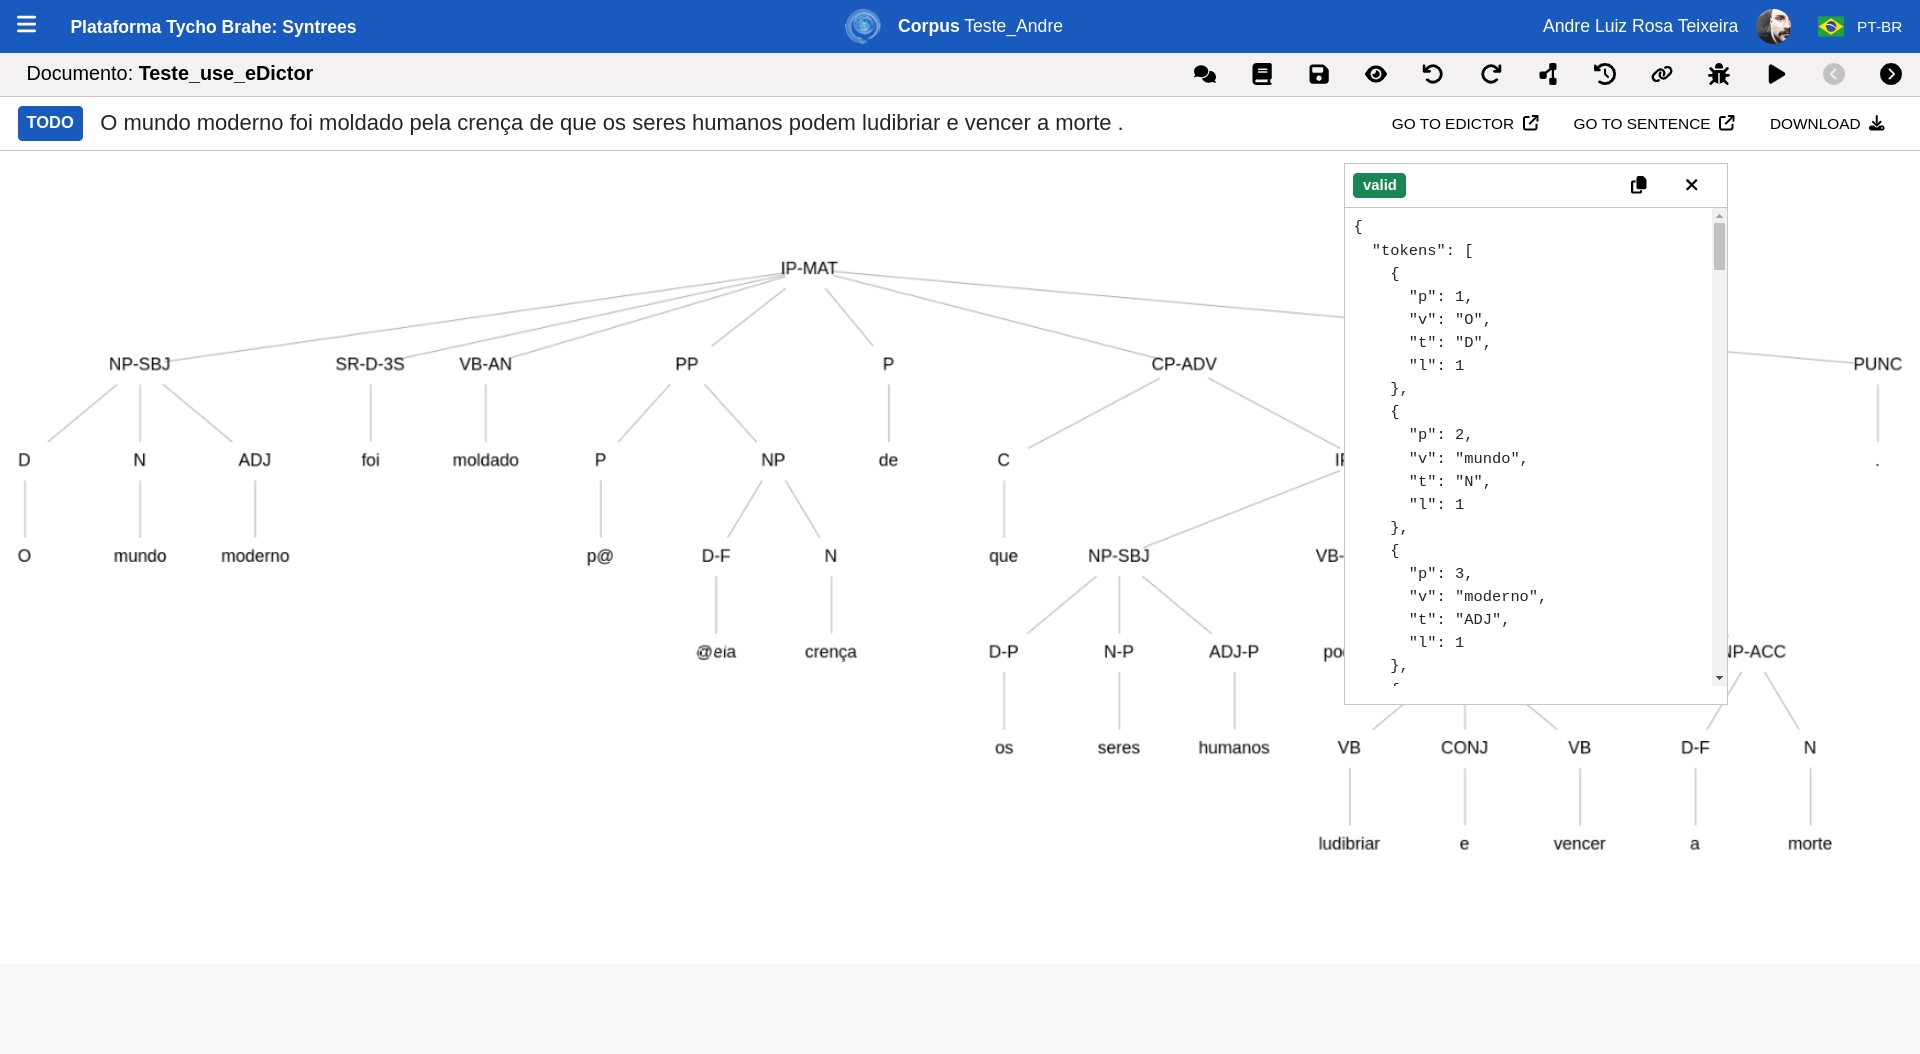 Plataforma Tycho Brahe: Syntrees
Corpus Teste_Andre
Andre Luiz Rosa Teixeira
PT-BR
Documento: Teste_use_eDictor
TODO
O mundo moderno foi moldado pela crença de que os seres humanos podem ludibriar e vencer a morte .
GO TO EDICTOR
GO TO SENTENCE
DOWNLOAD
valid
{
"tokens": [
{
"p": 1,
"v": "O",
"t": "D",
"l": 1
},
{
"p": 2,
"v": "mundo",
"t": "N",
"l": 1
},
{
"p": 3,
"v": "moderno",
"t": "ADJ",
"l": 1
},
IP-MAT
NP-SBJ SR-D-3S VB-AN PP P CP-ADV PUNC
D N ADJ foi moldado P NP de C .
O mundo moderno p@ D-F N que NP-SBJ VB-
crença D-P N-P ADJ-P NP-ACC
os seres humanos VB CONJ VB D-F N
ludibriar e vencer a morte